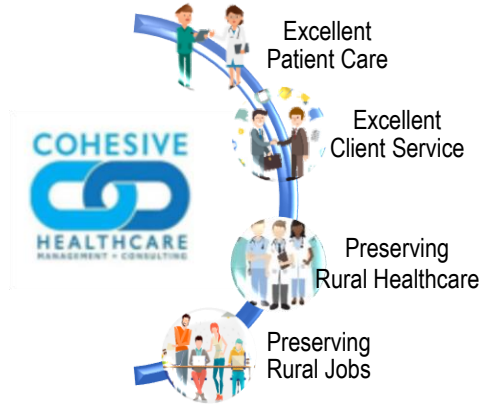 Excellent
Patient Care
Excellent
Client Service
COHESIVE
HEALTHCARE
MANAGEMENT + CONSULTING
Preserving
Rural Healthcare
Preserving
Rural Jobs